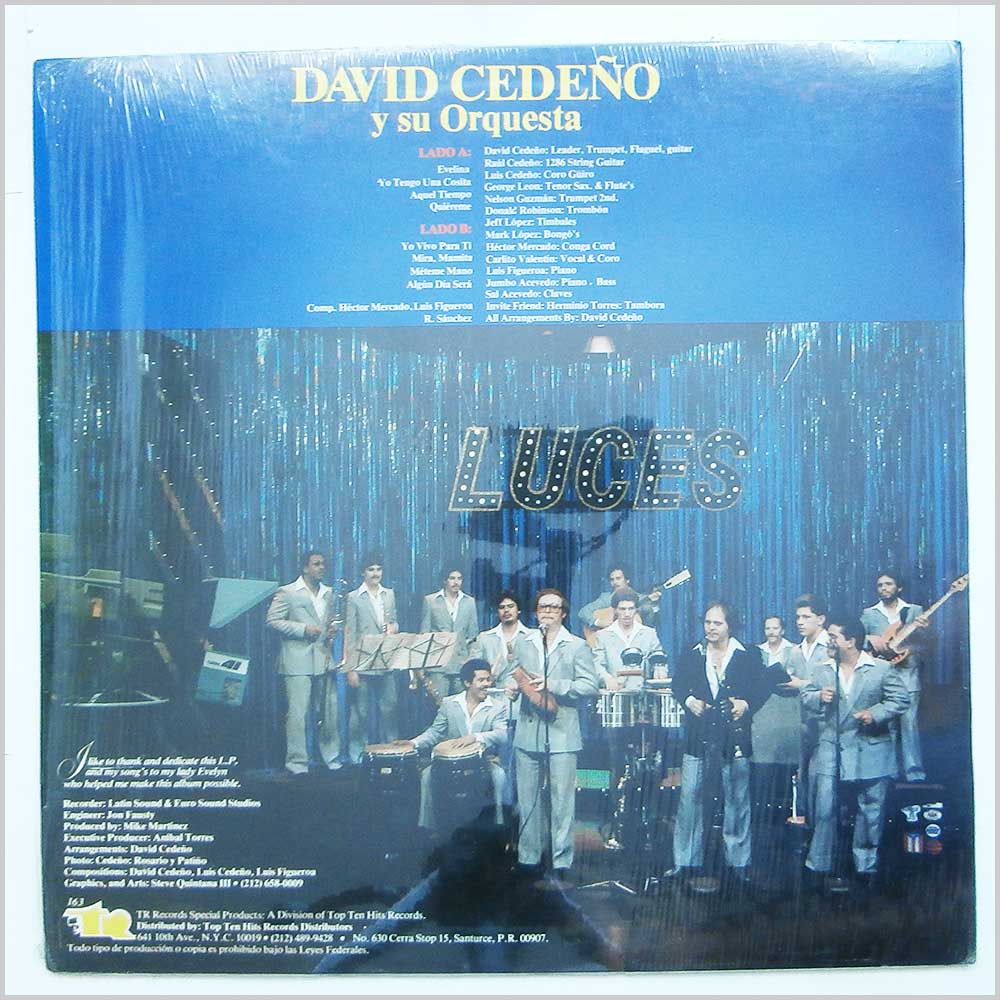 DAVID CEDEÑO
y su Orquesta
LADO A:
Evelina
Yo Tengo Una Cosita
Aquel Tiempo
Quiéreme
LADO B:
Yo Vivo Para Ti
Mira, Mamita
Méteme Mano
Algún Día Será
Comp. Héctor Mercado, Luis Figueroa
R. Sánchez
David Cedeño: Leader, Trumpet, Flaguel, guitar
Raúl Cedeño: 1286 String Guitar
Luis Cedeño: Coro Güiro
George Leon: Tenor Sax. & Flute's
Nelson Guzmán: Trumpet 2nd.
Donald Robinson: Trombón
Jeff López: Timbales
Mark López: Bongó's
Héctor Mercado: Conga Cord
Carlito Valentín: Vocal & Coro
Luis Figueroa: Piano
Jumbo Acevedo: Piano . Bass
Sal Acevedo: Claves
Invite Friend: Herminio Torres: Tambora
All Arrangements By: David Cedeño
LUCES
I like to thank and dedicate this L.P.
and my song's to my lady Evelyn
who helped me make this album possible.
Recorder: Latin Sound & Euro Sound Studios
Engineer: Jon Fausty
Produced by: Mike Martínez
Executive Producer: Aníbal Torres
Arrangements: David Cedeño
Photo: Cedeño: Rosario y Patiño
Compositions: David Cedeño, Luis Cedeño, Luis Figueroa
Graphics, and Arts: Steve Quintana III • (212) 658-0009
163
TR
TR Records Special Products: A Division of Top Ten Hits Records.
Distributed by: Top Ten Hits Records Distributors
641 10th Ave., N.Y.C. 10019 • (212) 489-9428 • No. 630 Cerra Stop 15, Santurce, P.R. 00907.
Todo tipo de producción o copia es prohibido bajo las Leyes Federales.